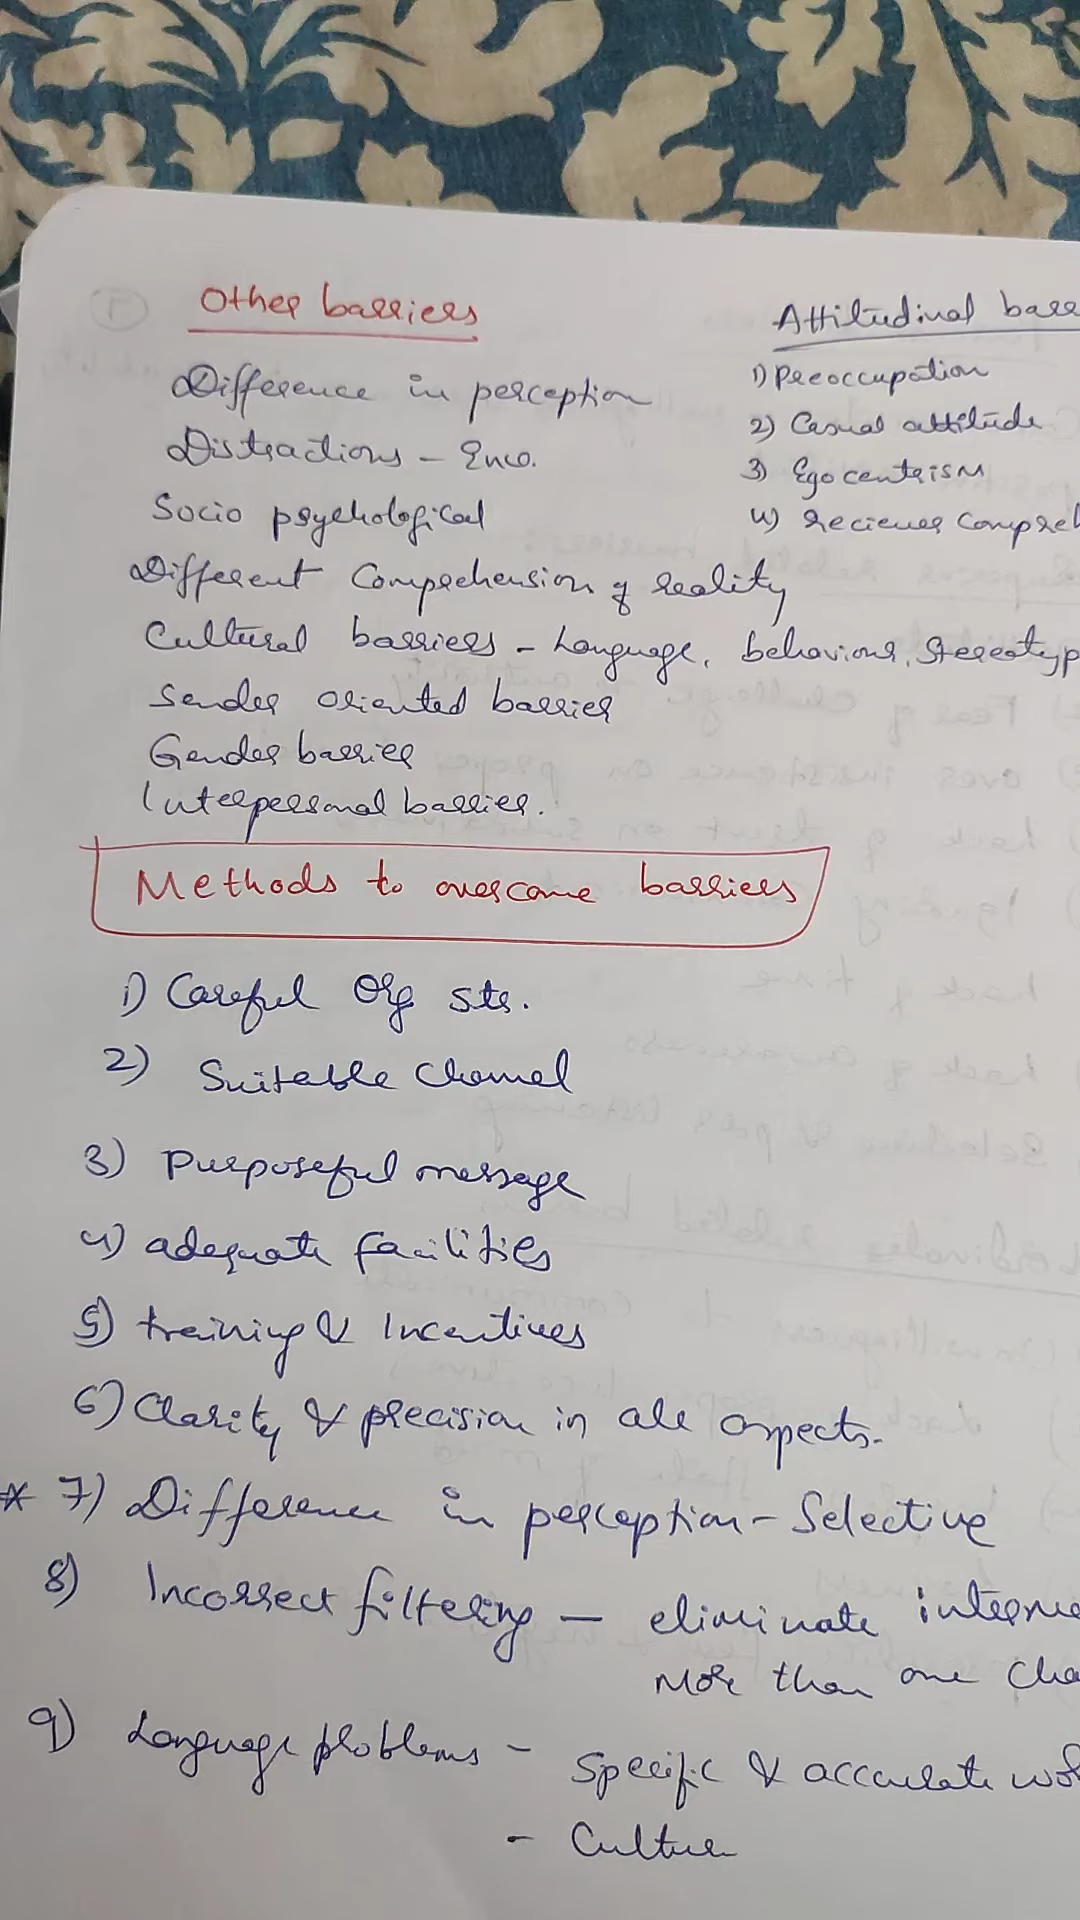 Other barriers
Difference in perception
Distractions - Enco.
Socio psychological
Different Comprehension of reality
Cultural barriers - Language, behaviour, Stereotyp
Sender oriented barrier
Gender barrier
Interpersonal barrier.
Attitudinal barr
1) Preoccupation
2) Casual attitude
3) Ego centrism
4) reciever Compreh
Methods to overcome barriers
1) Careful Org str.
2) Suitable Channel
3) Purposeful message
4) adequate facilities
5) training & Incentives
6) Clarity & precision in all aspects.
* 7) Difference in perception - Selective
8) Incorrect filtering - eliminate interme
More than one Cha
9) Language problems - Specific & accurate wor
- Culture